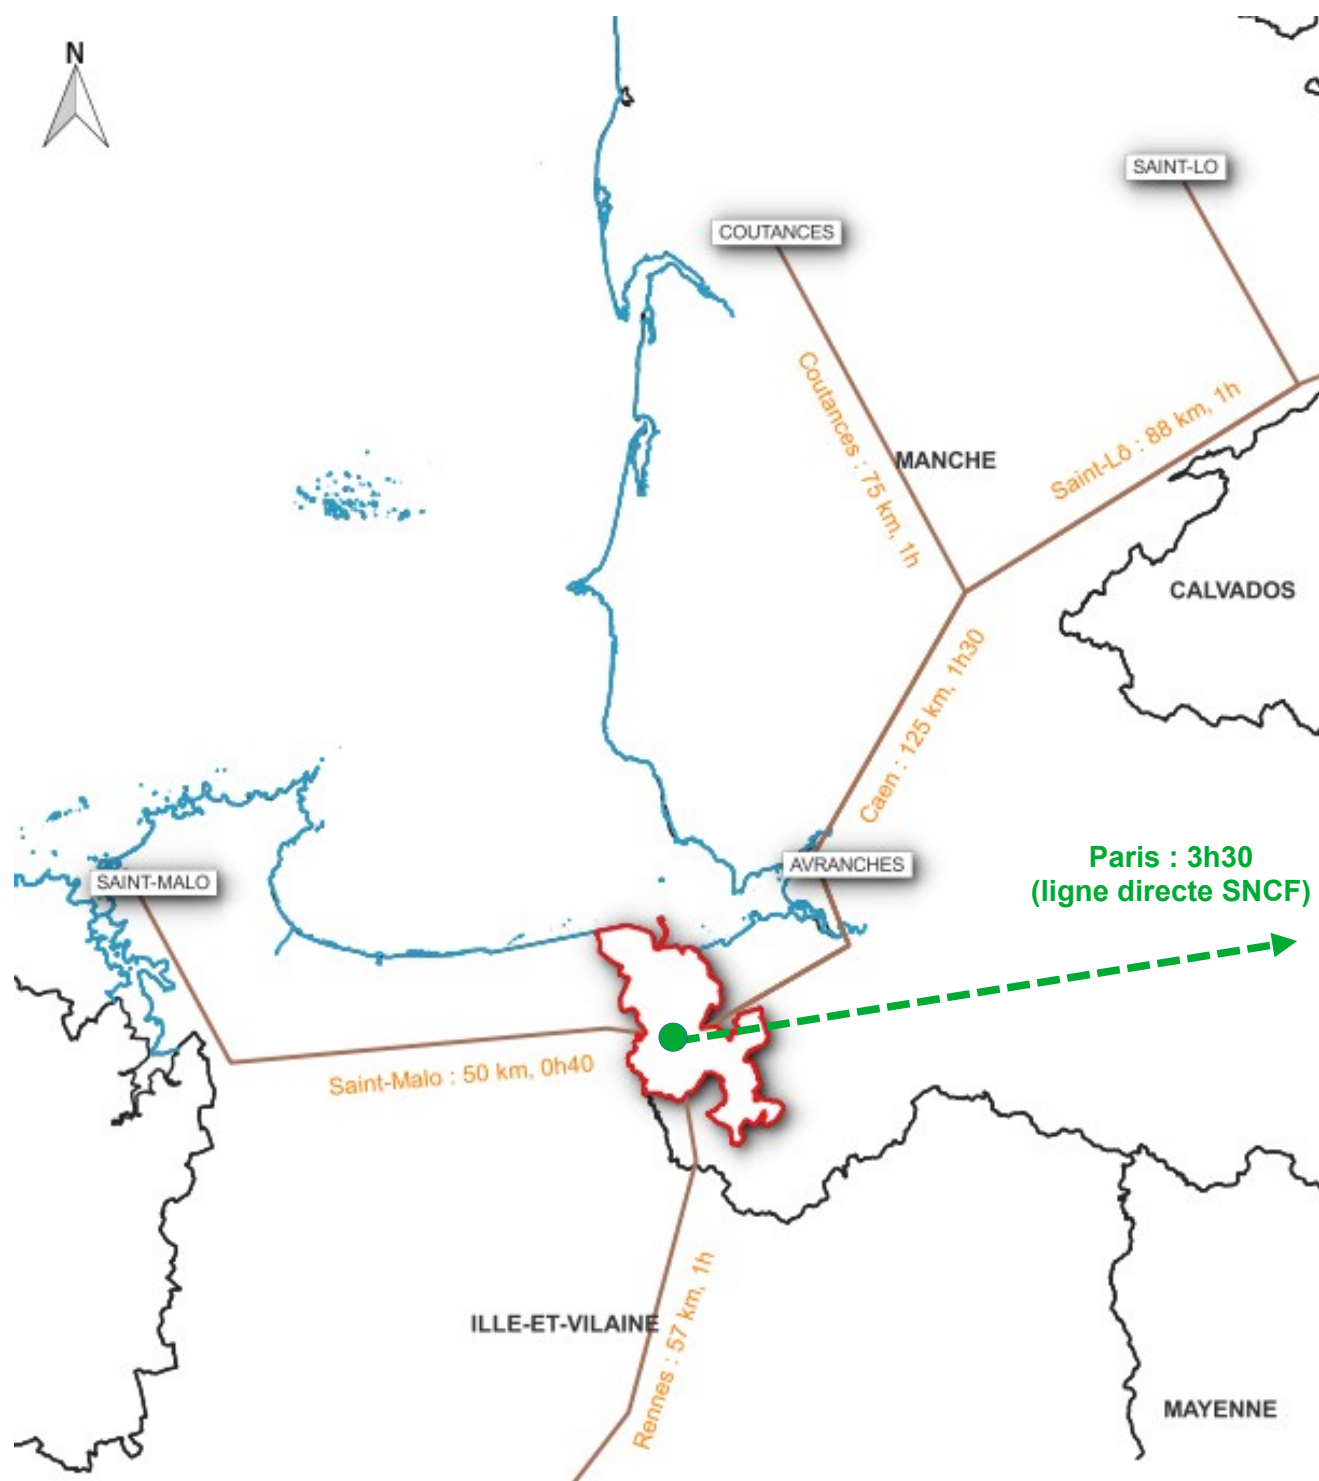 N
SAINT-LO
COUTANCES
Coutances : 75 km, 1h
MANCHE
Saint-Lô : 88 km, 1h
CALVADOS
Caen : 125 km, 1h30
AVRANCHES
Paris : 3h30
(ligne directe SNCF)
SAINT-MALO
Saint-Malo : 50 km, 0h40
Rennes : 57 km, 1h
ILLE-ET-VILAINE
MAYENNE